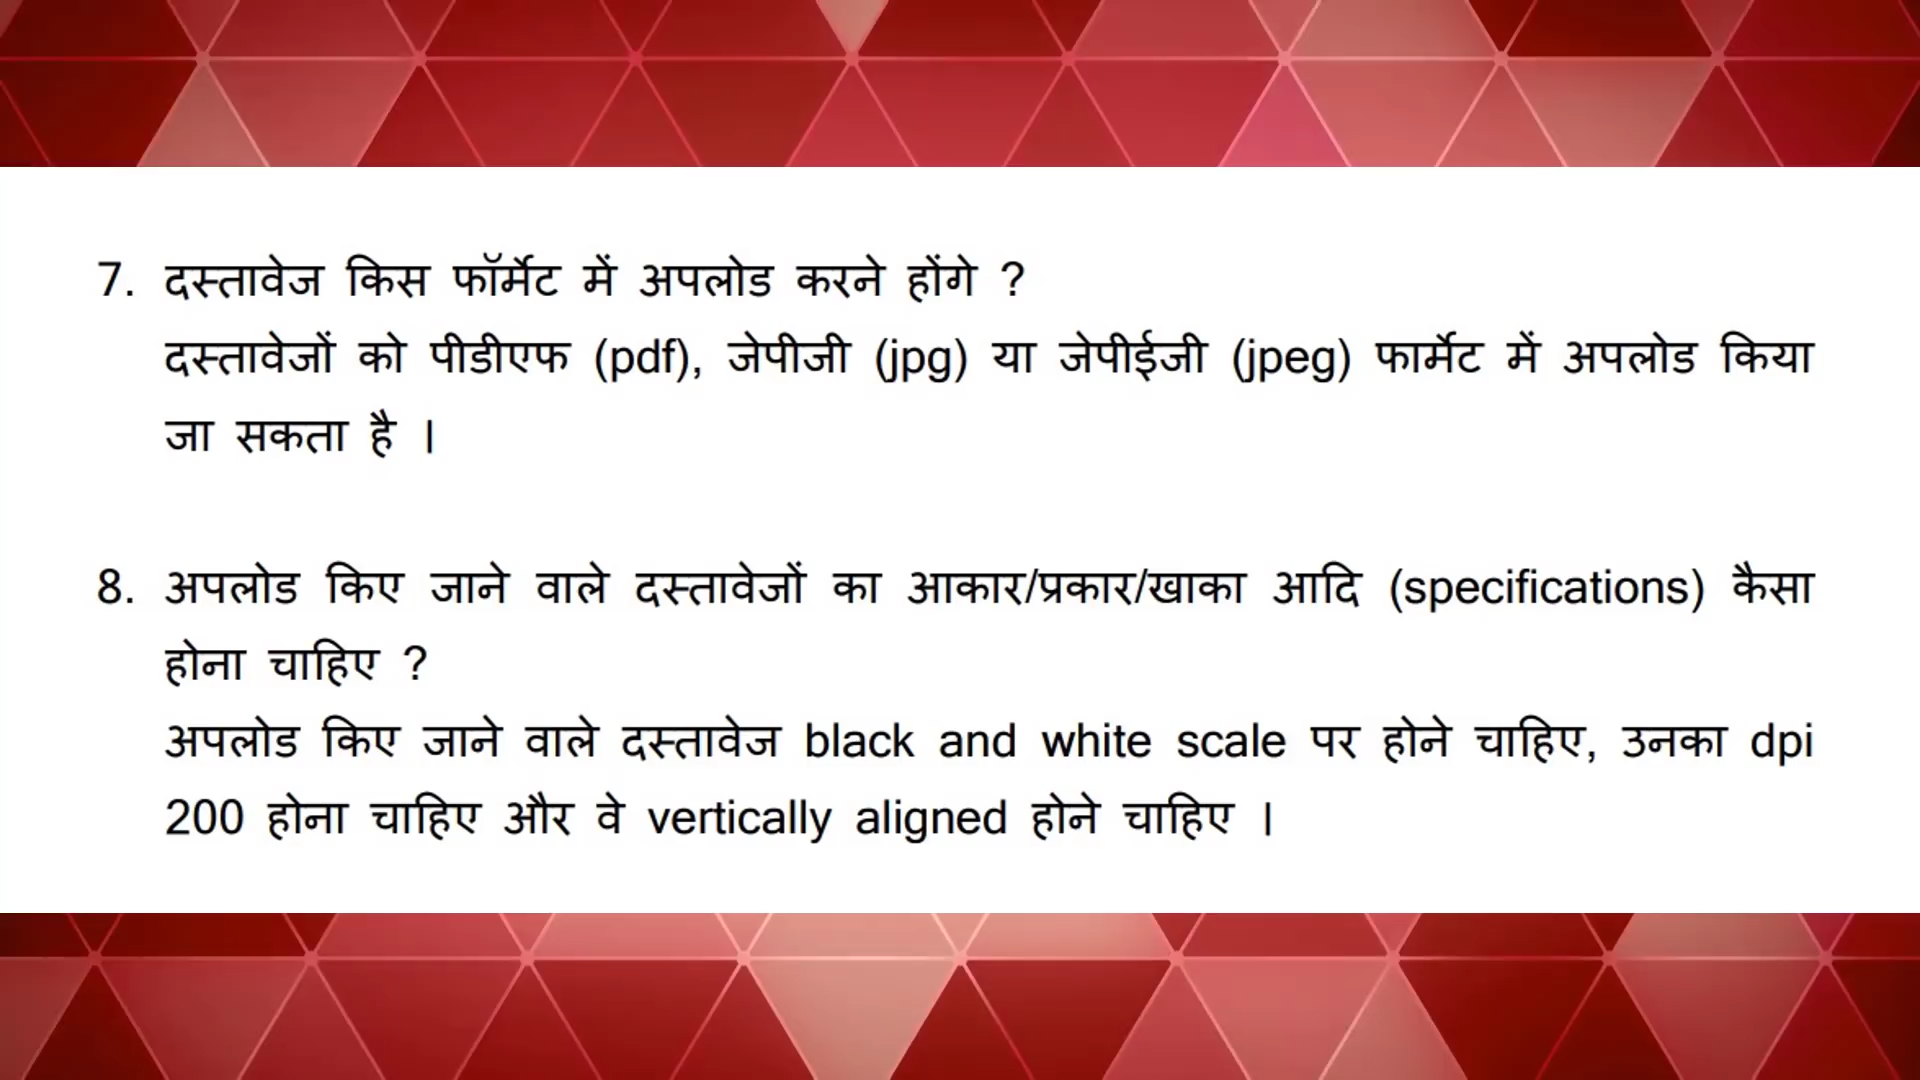 7. दस्तावेज किस फॉर्मेट में अपलोड करने होंगे ?
दस्तावेजों को पीडीएफ (pdf), जेपीजी (jpg) या जेपीईजी (jpeg) फार्मेट में अपलोड किया
जा सकता है ।
8. अपलोड किए जाने वाले दस्तावेजों का आकार/प्रकार/खाका आदि (specifications) कैसा
होना चाहिए ?
अपलोड किए जाने वाले दस्तावेज black and white scale पर होने चाहिए, उनका dpi
200 होना चाहिए और वे vertically aligned होने चाहिए ।